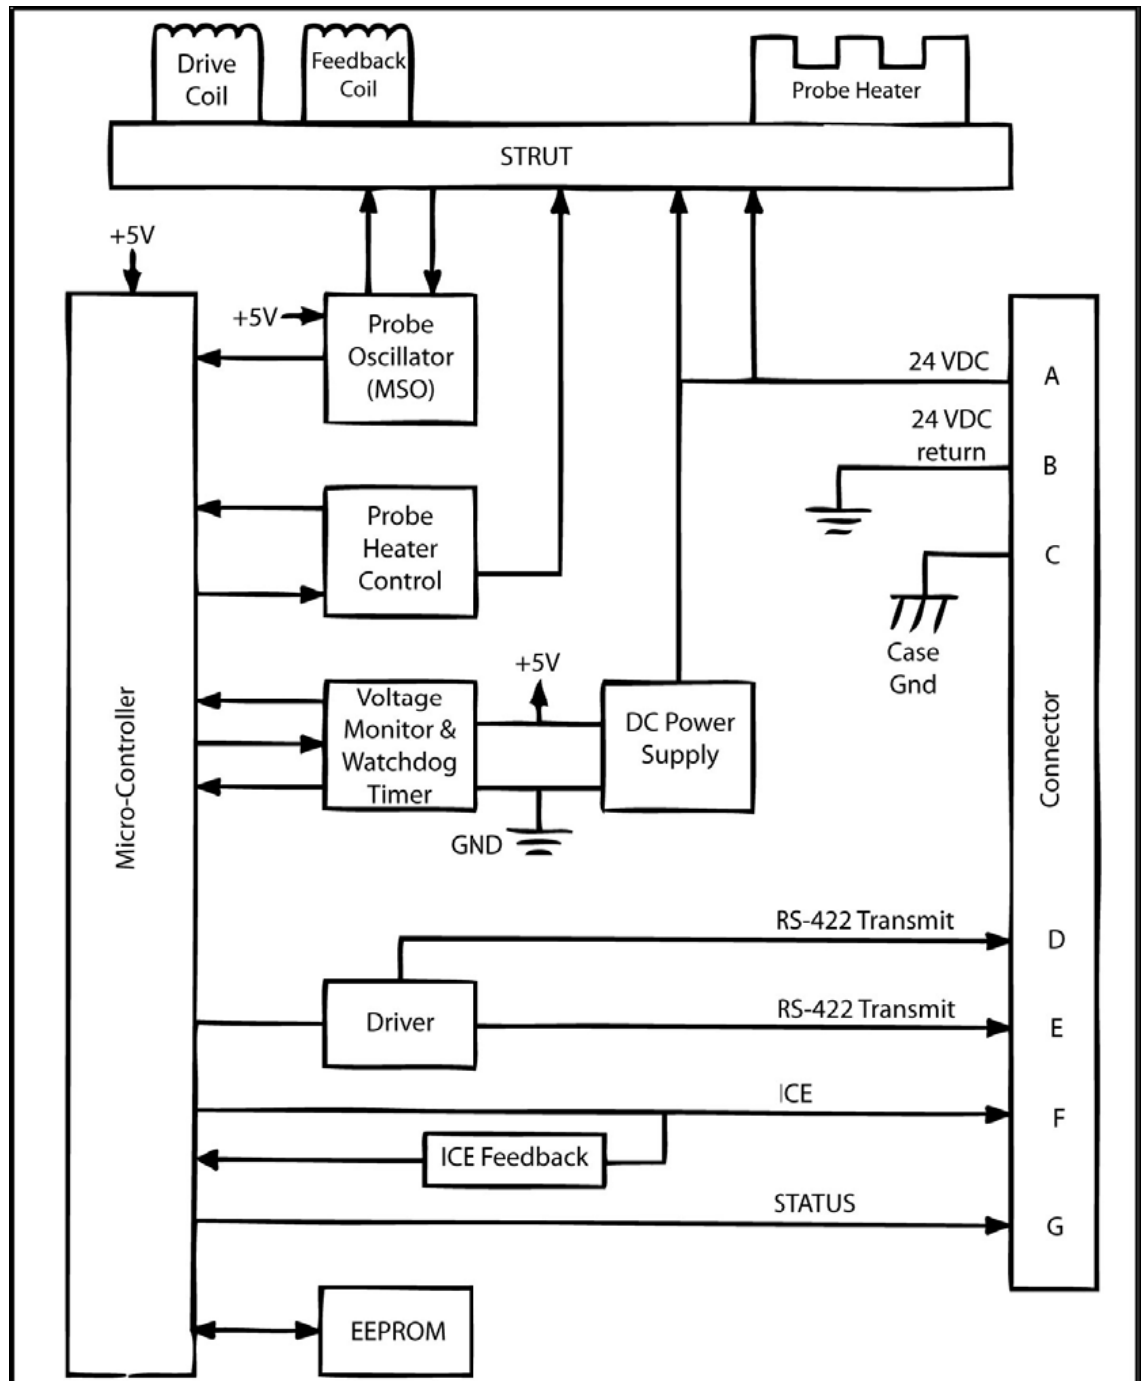 Drive
Coil
Feedback
Coil
Probe Heater
STRUT
+5V
+5V
Probe
Oscillator
(MSO)
24 VDC
A
24 VDC
return
B
C
Case
Gnd
Probe
Heater
Control
+5V
Voltage
Monitor &
Watchdog
Timer
DC Power
Supply
GND
Micro-Controller
Connector
RS-422 Transmit
D
Driver
RS-422 Transmit
E
ICE
F
ICE Feedback
STATUS
G
EEPROM